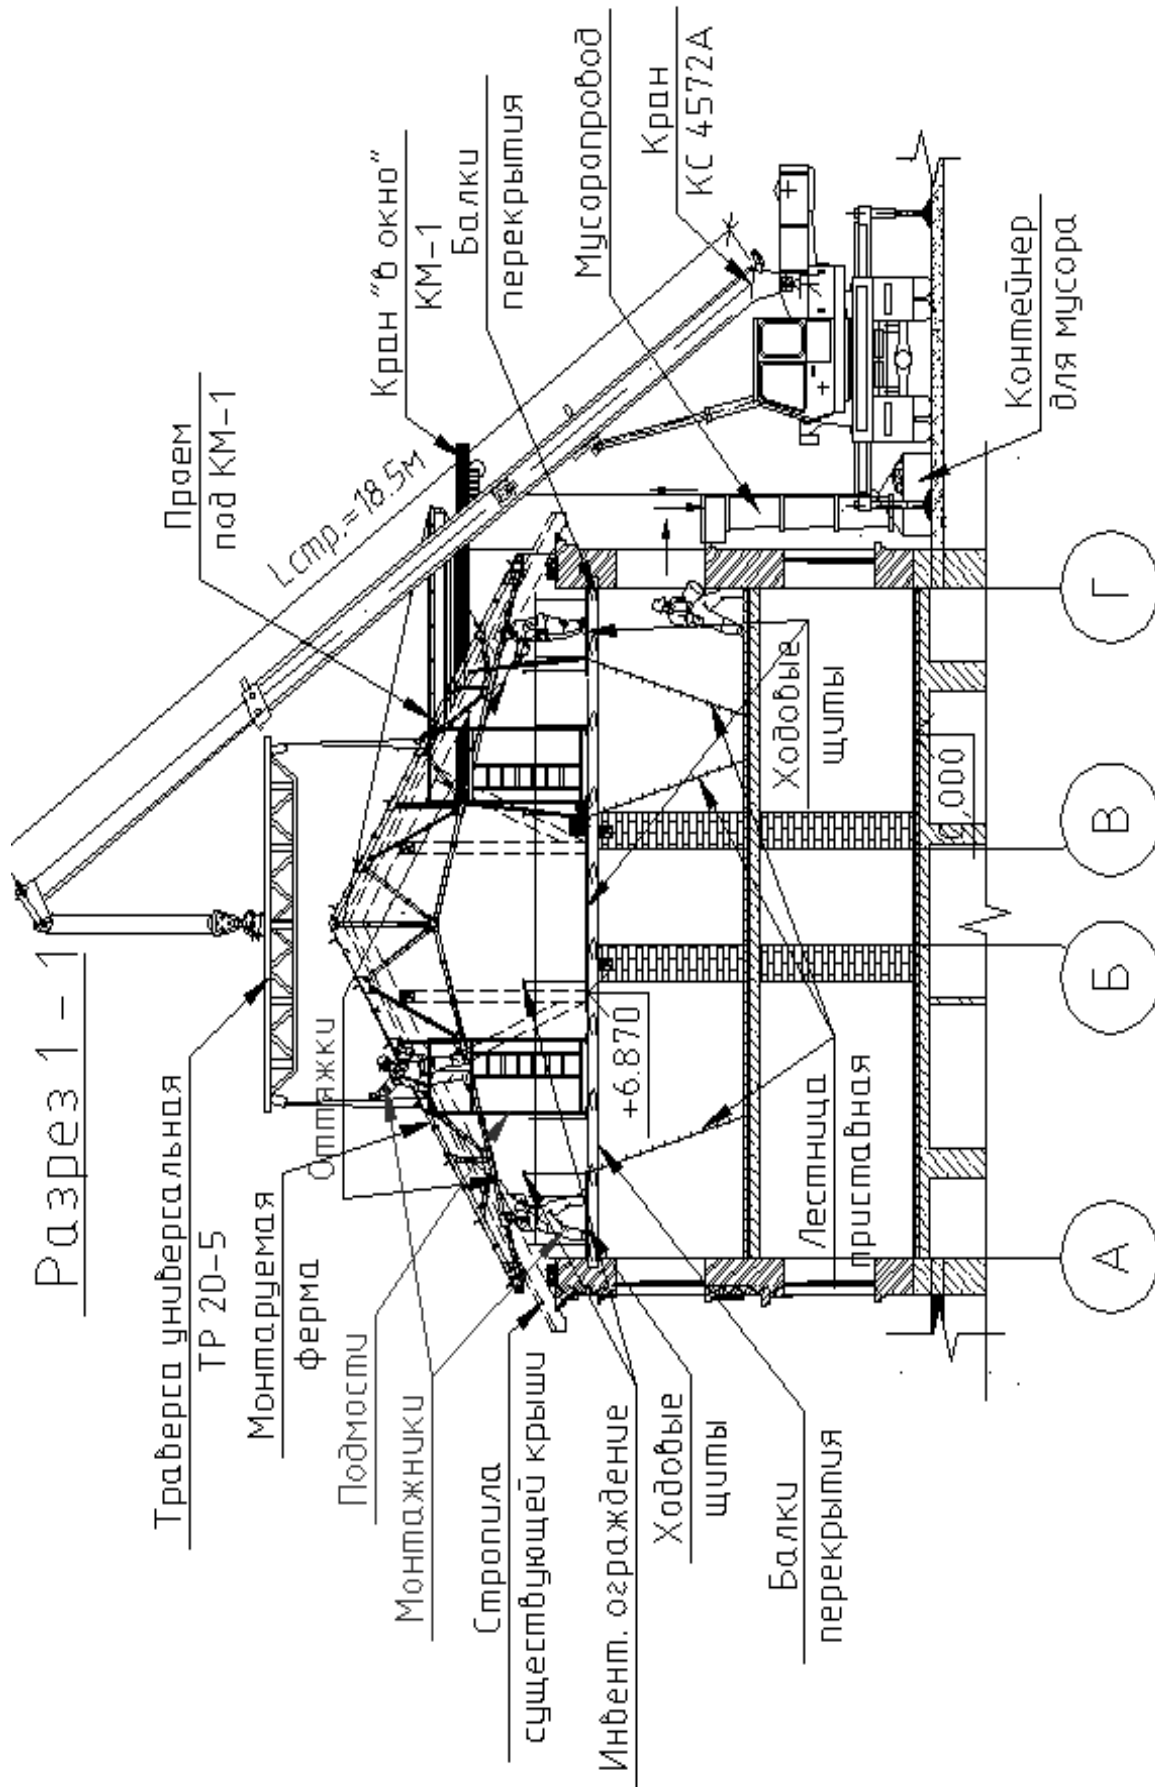 Разрез 1-1
Траверса универсальная
ТР 20-5
Монтаруемая
ферма
Оттяжки
Подмости
Монтажники
Стропила
существующей крыши
Инвент. ограждение
Ходовые
щиты
Балки
перекрытия
+6.870
Лестница
приставная
Ходовые
щиты
.000
Проем
под КМ-1
Lстр.=18.5м
Кран "в окно"
КМ-1
Балки
перекрытия
Мусоропровод
Кран
КС 4572А
Контейнер
для мусора
А
Б
В
Г